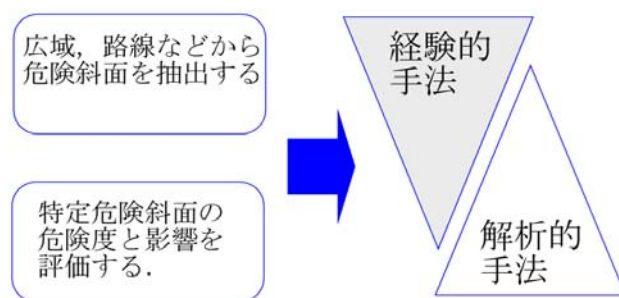 広域，路線などから
危険斜面を抽出する
特定危険斜面の
危険度と影響を
評価する．
経験的
手法
解析的
手法